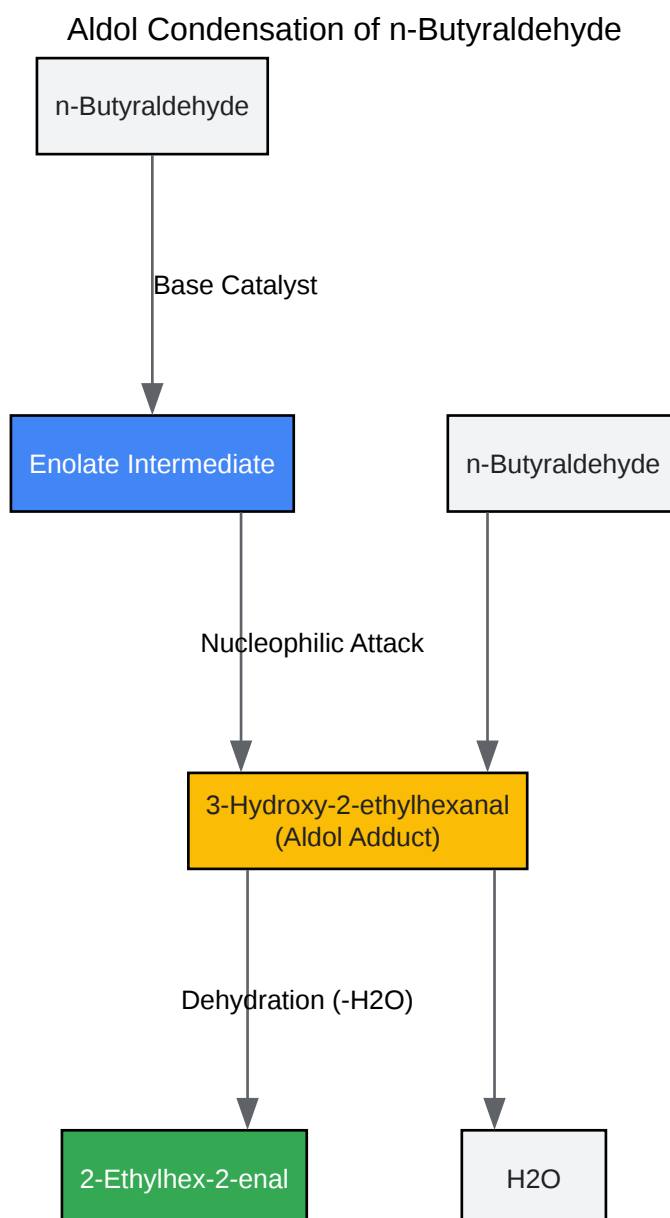 Aldol Condensation of n-Butyraldehyde
n-Butyraldehyde
Base Catalyst
Enolate Intermediate
n-Butyraldehyde
Nucleophilic Attack
3-Hydroxy-2-ethylhexanal
(Aldol Adduct)
Dehydration (-H2O)
2-Ethylhex-2-enal
H2O